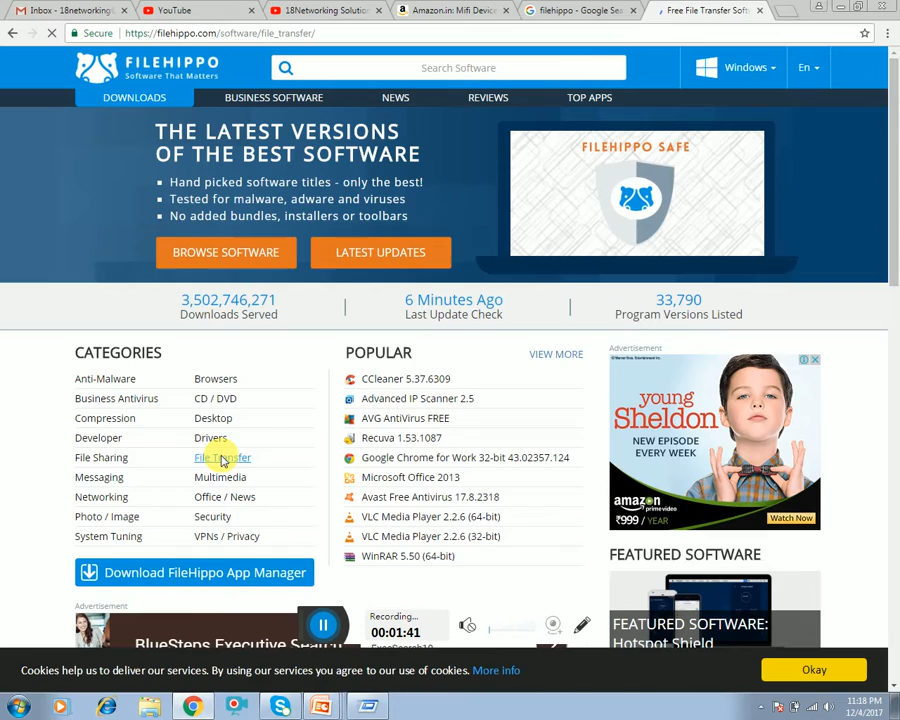 Inbox - 18networking@
YouTube
18Networking Solution
Amazon.in: Mifi Device
filehippo - Google Sea
Free File Transfer Soft
Secure
https://filehippo.com/software/file_transfer/
FILEHIPPO
Software That Matters
Search Software
Windows
En
DOWNLOADS
BUSINESS SOFTWARE
NEWS
REVIEWS
TOP APPS
THE LATEST VERSIONS
OF THE BEST SOFTWARE
Hand picked software titles - only the best!
Tested for malware, adware and viruses
No added bundles, installers or toolbars
BROWSE SOFTWARE
LATEST UPDATES
FILEHIPPO SAFE
3,502,746,271
Downloads Served
6 Minutes Ago
Last Update Check
33,790
Program Versions Listed
CATEGORIES
Anti-Malware
Browsers
Business Antivirus
CD / DVD
Compression
Desktop
Developer
Drivers
File Sharing
File Transfer
Messaging
Multimedia
Networking
Office / News
Photo / Image
Security
System Tuning
VPNs / Privacy
Download FileHippo App Manager
POPULAR
VIEW MORE
CCleaner 5.37.6309
Advanced IP Scanner 2.5
AVG AntiVirus FREE
Recuva 1.53.1087
Google Chrome for Work 32-bit 43.02357.124
Microsoft Office 2013
Avast Free Antivirus 17.8.2318
VLC Media Player 2.2.6 (64-bit)
VLC Media Player 2.2.6 (32-bit)
WinRAR 5.50 (64-bit)
Advertisement
young
Sheldon
NEW EPISODE
EVERY WEEK
amazon
prime video
₹999 / YEAR
Watch Now
FEATURED SOFTWARE
FEATURED SOFTWARE:
Hotspot Shield
Advertisement
BlueSteps Executive Search
Recording...
00:01:41
Cookies help us to deliver our services. By using our services you agree to our use of cookies. More info
Okay
11:18 PM
12/4/2017